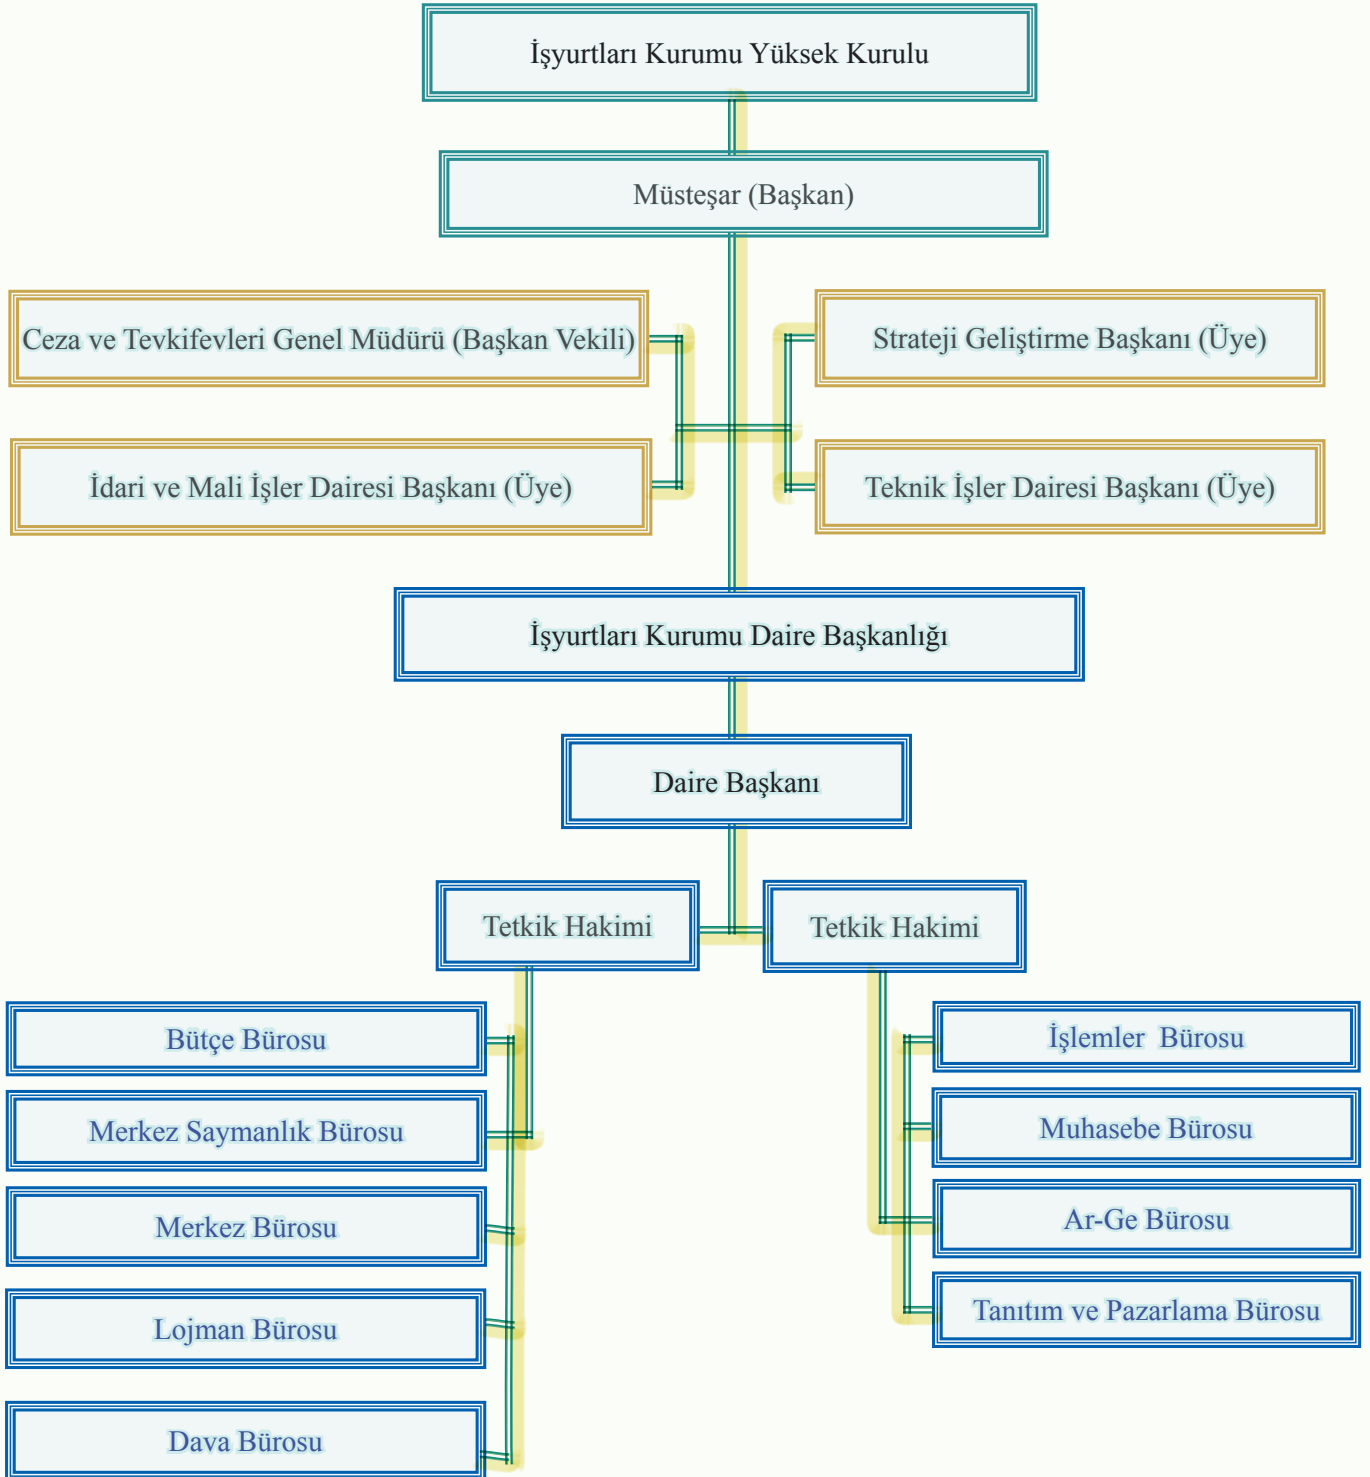 İşyurtları Kurumu Yüksek Kurulu
Müsteşar (Başkan)
Ceza ve Tevkifevleri Genel Müdürü (Başkan Vekili)
Strateji Geliştirme Başkanı (Üye)
İdari ve Mali İşler Dairesi Başkanı (Üye)
Teknik İşler Dairesi Başkanı (Üye)
İşyurtları Kurumu Daire Başkanlığı
Daire Başkanı
Tetkik Hakimi
Tetkik Hakimi
Bütçe Bürosu
Merkez Saymanlık Bürosu
Merkez Bürosu
Lojman Bürosu
Dava Bürosu
İşlemler  Bürosu
Muhasebe Bürosu
Ar-Ge Bürosu
Tanıtım ve Pazarlama Bürosu